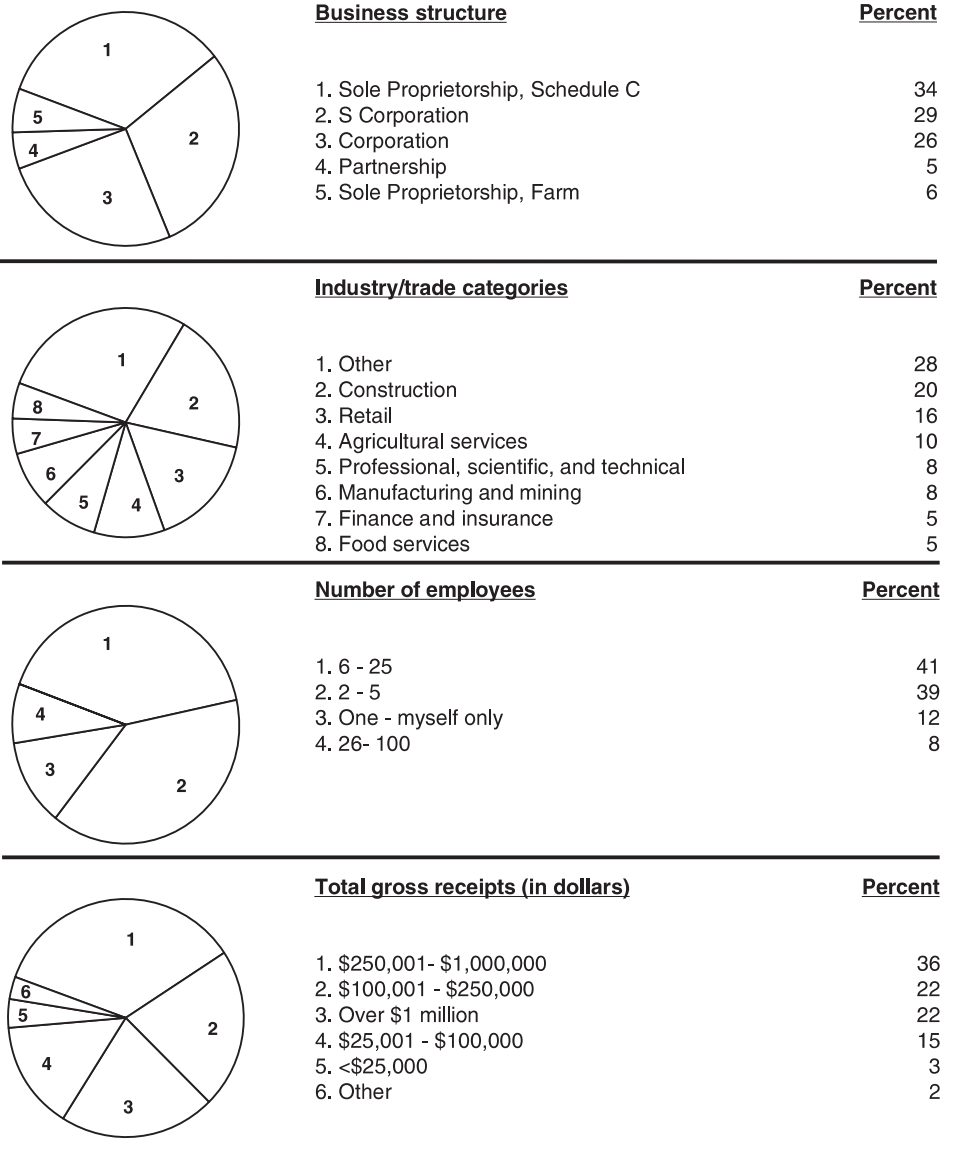 Business structure Percent
1
1. Sole Proprietorship, Schedule C 34
5
2. S Corporation 29
2
3. Corporation 26
4
4. Partnership 5
3
5. Sole Proprietorship, Farm 6
Industry/trade categories Percent
1
1. Other 28
2. Construction 20
8
2
3. Retail 16
7
4. Agricultural services 10
6
3
5. Professional, scientific, and technical 8
5
4
6. Manufacturing and mining 8
7. Finance and insurance 5
8. Food services 5
Number of employees Percent
1
1. 6 - 25 41
2. 2 - 5 39
4
3. One - myself only 12
4. 26- 100 8
3
2
Total gross receipts (in dollars) Percent
1
1. $250,001- $1,000,000 36
6
2. $100,001 - $250,000 22
5
3. Over $1 million 22
2
4. $25,001 - $100,000 15
4
5. <$25,000 3
6. Other 2
3